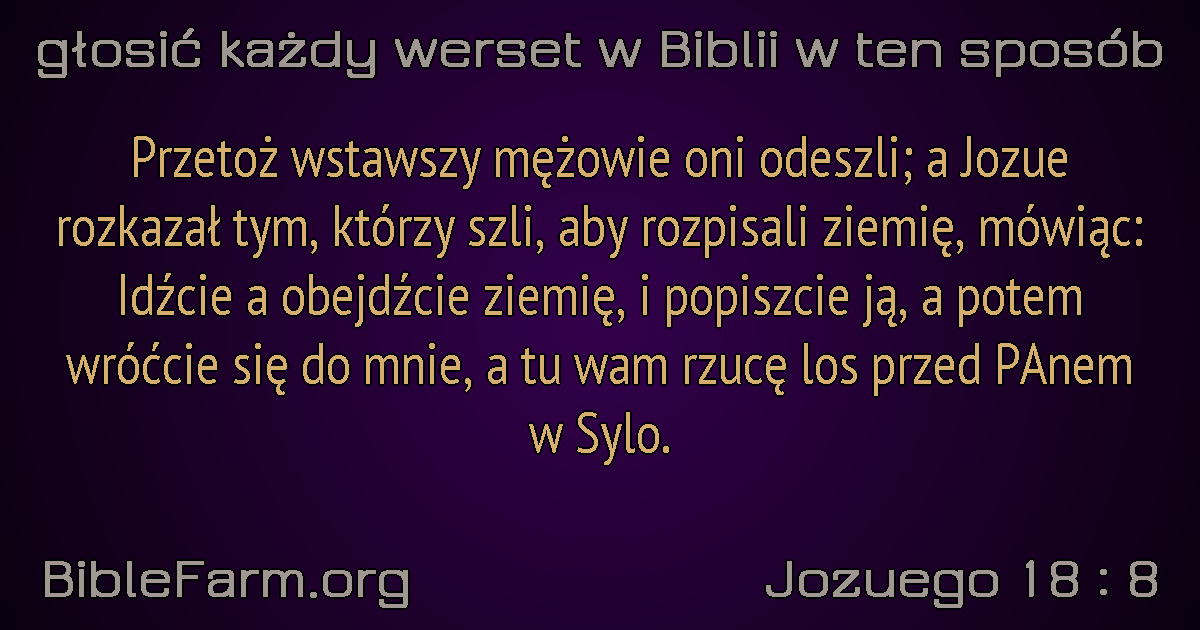 głosić każdy werset w Biblii w ten sposób
Przetoż wstawszy mężowie oni odeszli; a Jozue
rozkazał tym, którzy szli, aby rozpisali ziemię, mówiąc:
Idźcie a obejdźcie ziemię, i popiszcie ją, a potem
wróćcie się do mnie, a tu wam rzucę los przed PAnem
w Sylo.
BibleFarm.org
Jozuego 18 : 8